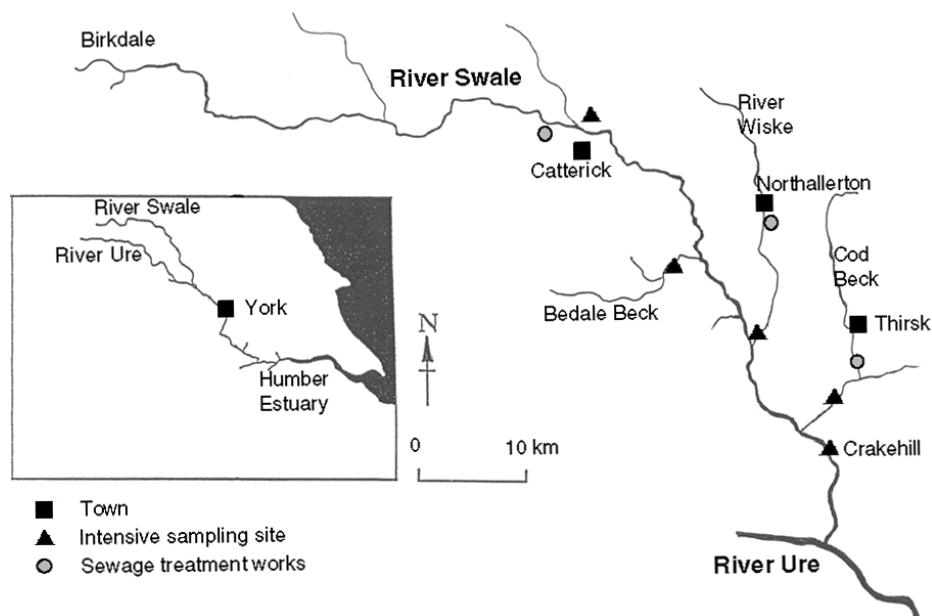 Birkdale
River Swale
River
Wiske
Catterick
Northallerton
Cod
Beck
Bedale Beck
Thirsk
Crakehill
River Ure
River Swale
River Ure
York
Humber
Estuary
N
0 10 km
Town
Intensive sampling site
Sewage treatment works